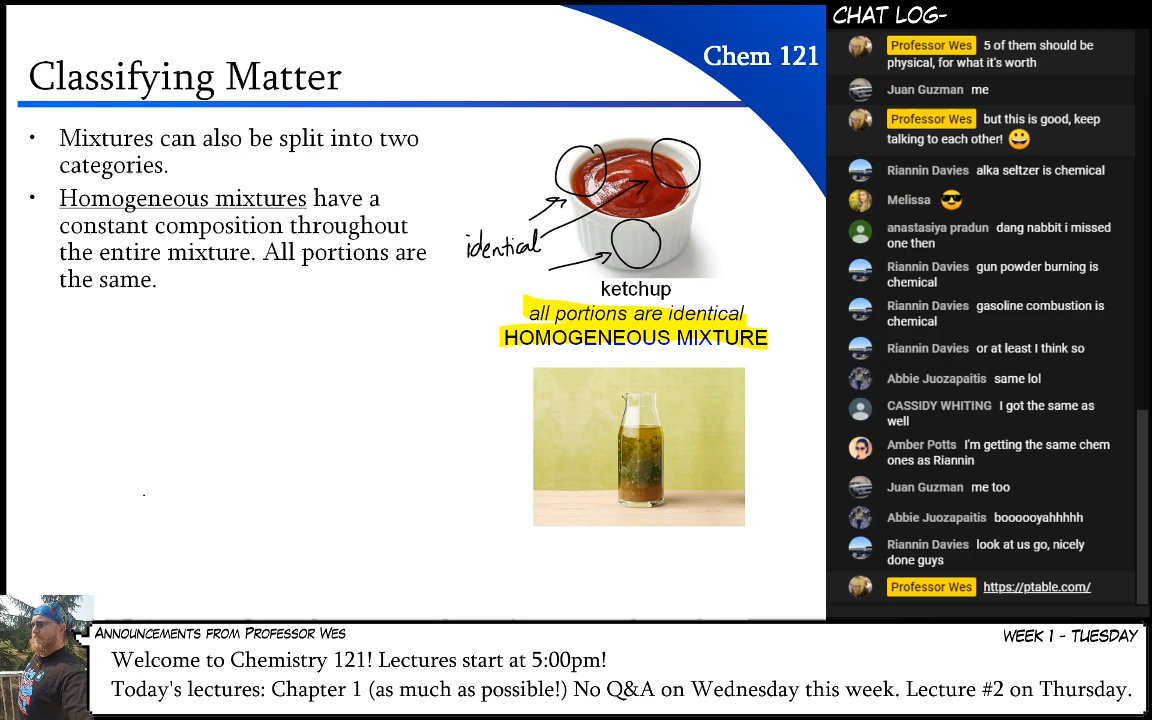 CHAT LOG-
Chem 121
Classifying Matter
• Mixtures can also be split into two
categories.
• Homogeneous mixtures have a
constant composition throughout
the entire mixture. All portions are
the same.
identical
ketchup
all portions are identical
HOMOGENEOUS MIXTURE
Professor Wes 5 of them should be
physical, for what it's worth
Juan Guzman me
Professor Wes but this is good, keep
talking to each other! 😀
Riannin Davies alka seltzer is chemical
Melissa 😎
anastasiya pradun dang nabbit i missed
one then
Riannin Davies gun powder burning is
chemical
Riannin Davies gasoline combustion is
chemical
Riannin Davies or at least I think so
Abbie Juozapaitis same lol
CASSIDY WHITING I got the same as
well
Amber Potts I'm getting the same chem
ones as Riannin
Juan Guzman me too
Abbie Juozapaitis boooooyahhhhh
Riannin Davies look at us go, nicely
done guys
Professor Wes https://ptable.com/
Announcements from Professor Wes
Week 1 - Tuesday
Welcome to Chemistry 121! Lectures start at 5:00pm!
Today's lectures: Chapter 1 (as much as possible!) No Q&A on Wednesday this week. Lecture #2 on Thursday.